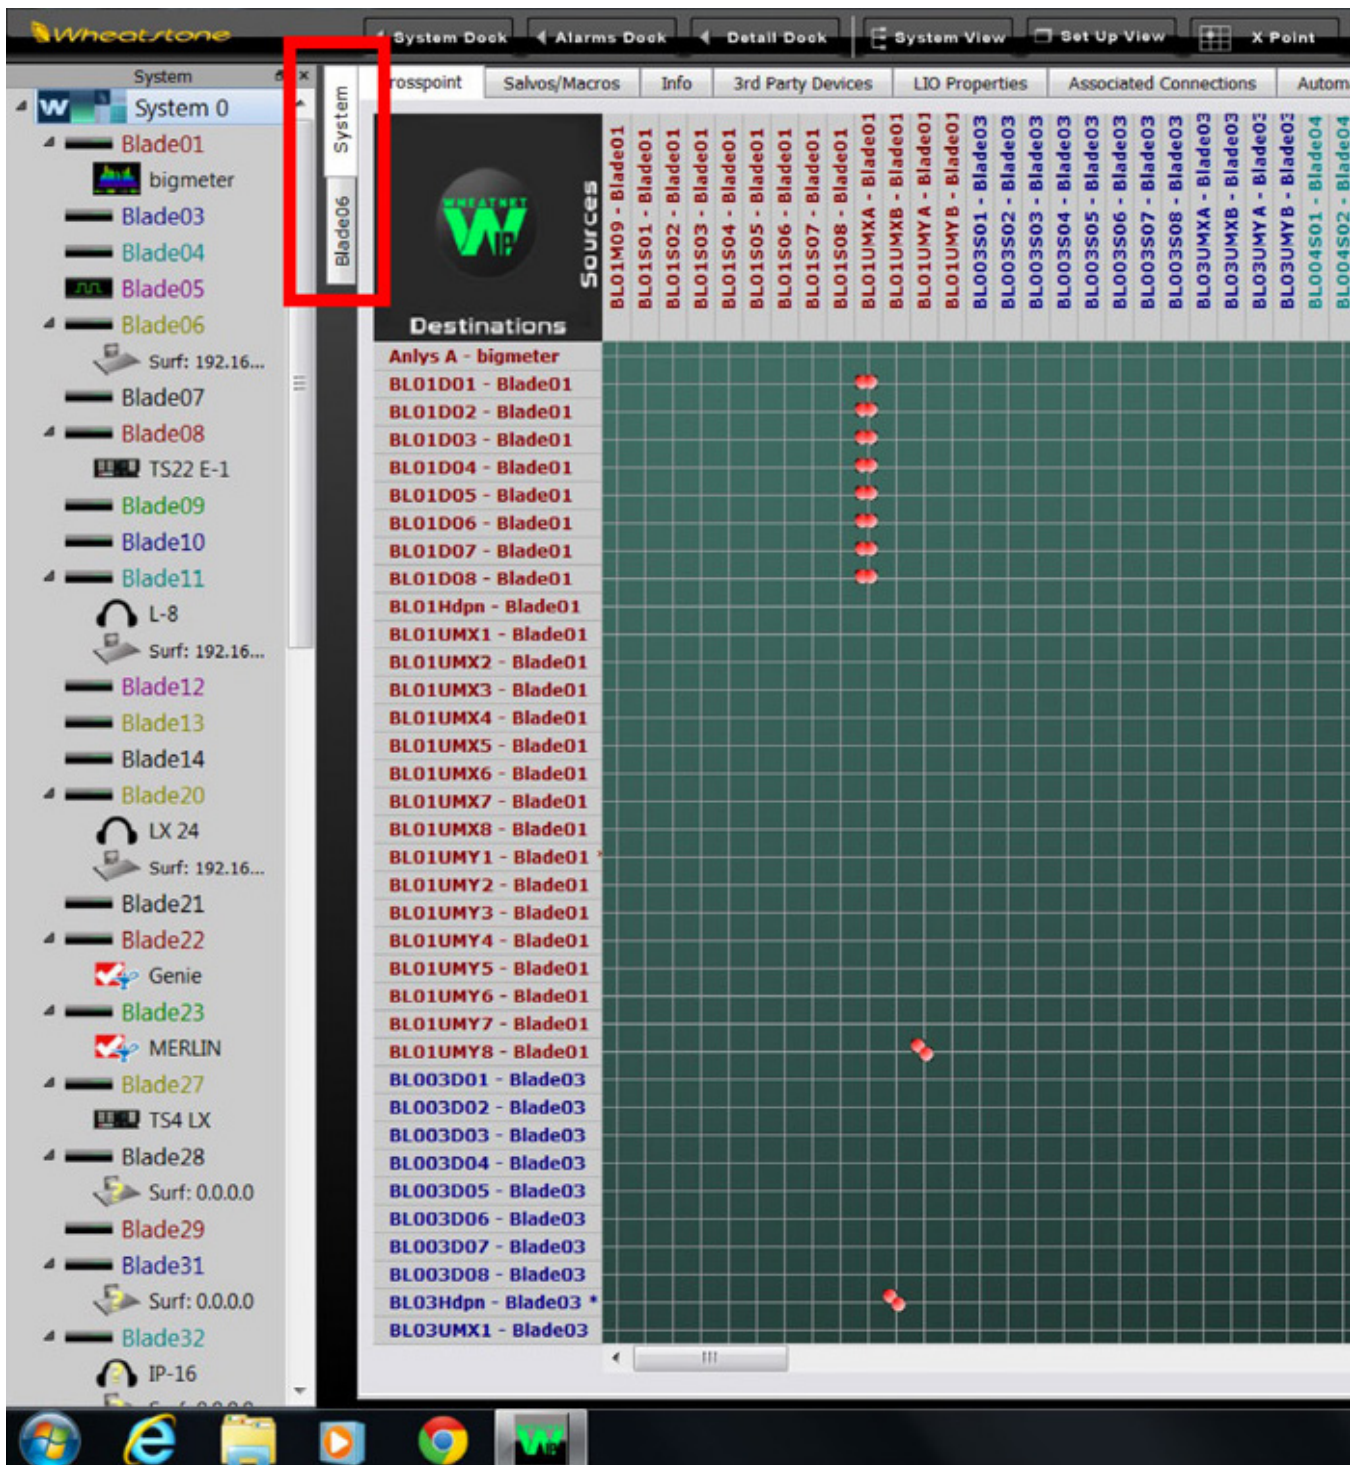 Wheatstone
System Dock
Alarms Dock
Detail Dock
System View
Set Up View
X Point
System
System 0
Blade01
bigmeter
Blade03
Blade04
Blade05
Blade06
Surf: 192.16...
Blade07
Blade08
TS22 E-1
Blade09
Blade10
Blade11
L-8
Surf: 192.16...
Blade12
Blade13
Blade14
Blade20
LX 24
Surf: 192.16...
Blade21
Blade22
Genie
Blade23
MERLIN
Blade27
TS4 LX
Blade28
Surf: 0.0.0.0
Blade29
Blade31
Surf: 0.0.0.0
Blade32
IP-16
System
Blade06
rosspoint
Salvos/Macros
Info
3rd Party Devices
LIO Properties
Associated Connections
Autom
WHEATNET
IP
Sources
Destinations
BL01M09 - Blade01
BL01S01 - Blade01
BL01S02 - Blade01
BL01S03 - Blade01
BL01S04 - Blade01
BL01S05 - Blade01
BL01S06 - Blade01
BL01S07 - Blade01
BL01S08 - Blade01
BL01UMXA - Blade01
BL01UMXB - Blade01
BL01UMYA - Blade01
BL01UMYB - Blade01
BL003S01 - Blade03
BL003S02 - Blade03
BL003S03 - Blade03
BL003S04 - Blade03
BL003S05 - Blade03
BL003S06 - Blade03
BL003S07 - Blade03
BL003S08 - Blade03
BL03UMXA - Blade03
BL03UMXB - Blade03
BL03UMYA - Blade03
BL03UMYB - Blade03
BL004S01 - Blade04
BL004S02 - Blade04
Anlys A - bigmeter
BL01D01 - Blade01
BL01D02 - Blade01
BL01D03 - Blade01
BL01D04 - Blade01
BL01D05 - Blade01
BL01D06 - Blade01
BL01D07 - Blade01
BL01D08 - Blade01
BL01Hdpn - Blade01
BL01UMX1 - Blade01
BL01UMX2 - Blade01
BL01UMX3 - Blade01
BL01UMX4 - Blade01
BL01UMX5 - Blade01
BL01UMX6 - Blade01
BL01UMX7 - Blade01
BL01UMX8 - Blade01
BL01UMY1 - Blade01 *
BL01UMY2 - Blade01
BL01UMY3 - Blade01
BL01UMY4 - Blade01
BL01UMY5 - Blade01
BL01UMY6 - Blade01
BL01UMY7 - Blade01
BL01UMY8 - Blade01
BL003D01 - Blade03
BL003D02 - Blade03
BL003D03 - Blade03
BL003D04 - Blade03
BL003D05 - Blade03
BL003D06 - Blade03
BL003D07 - Blade03
BL003D08 - Blade03
BL03Hdpn - Blade03 *
BL03UMX1 - Blade03